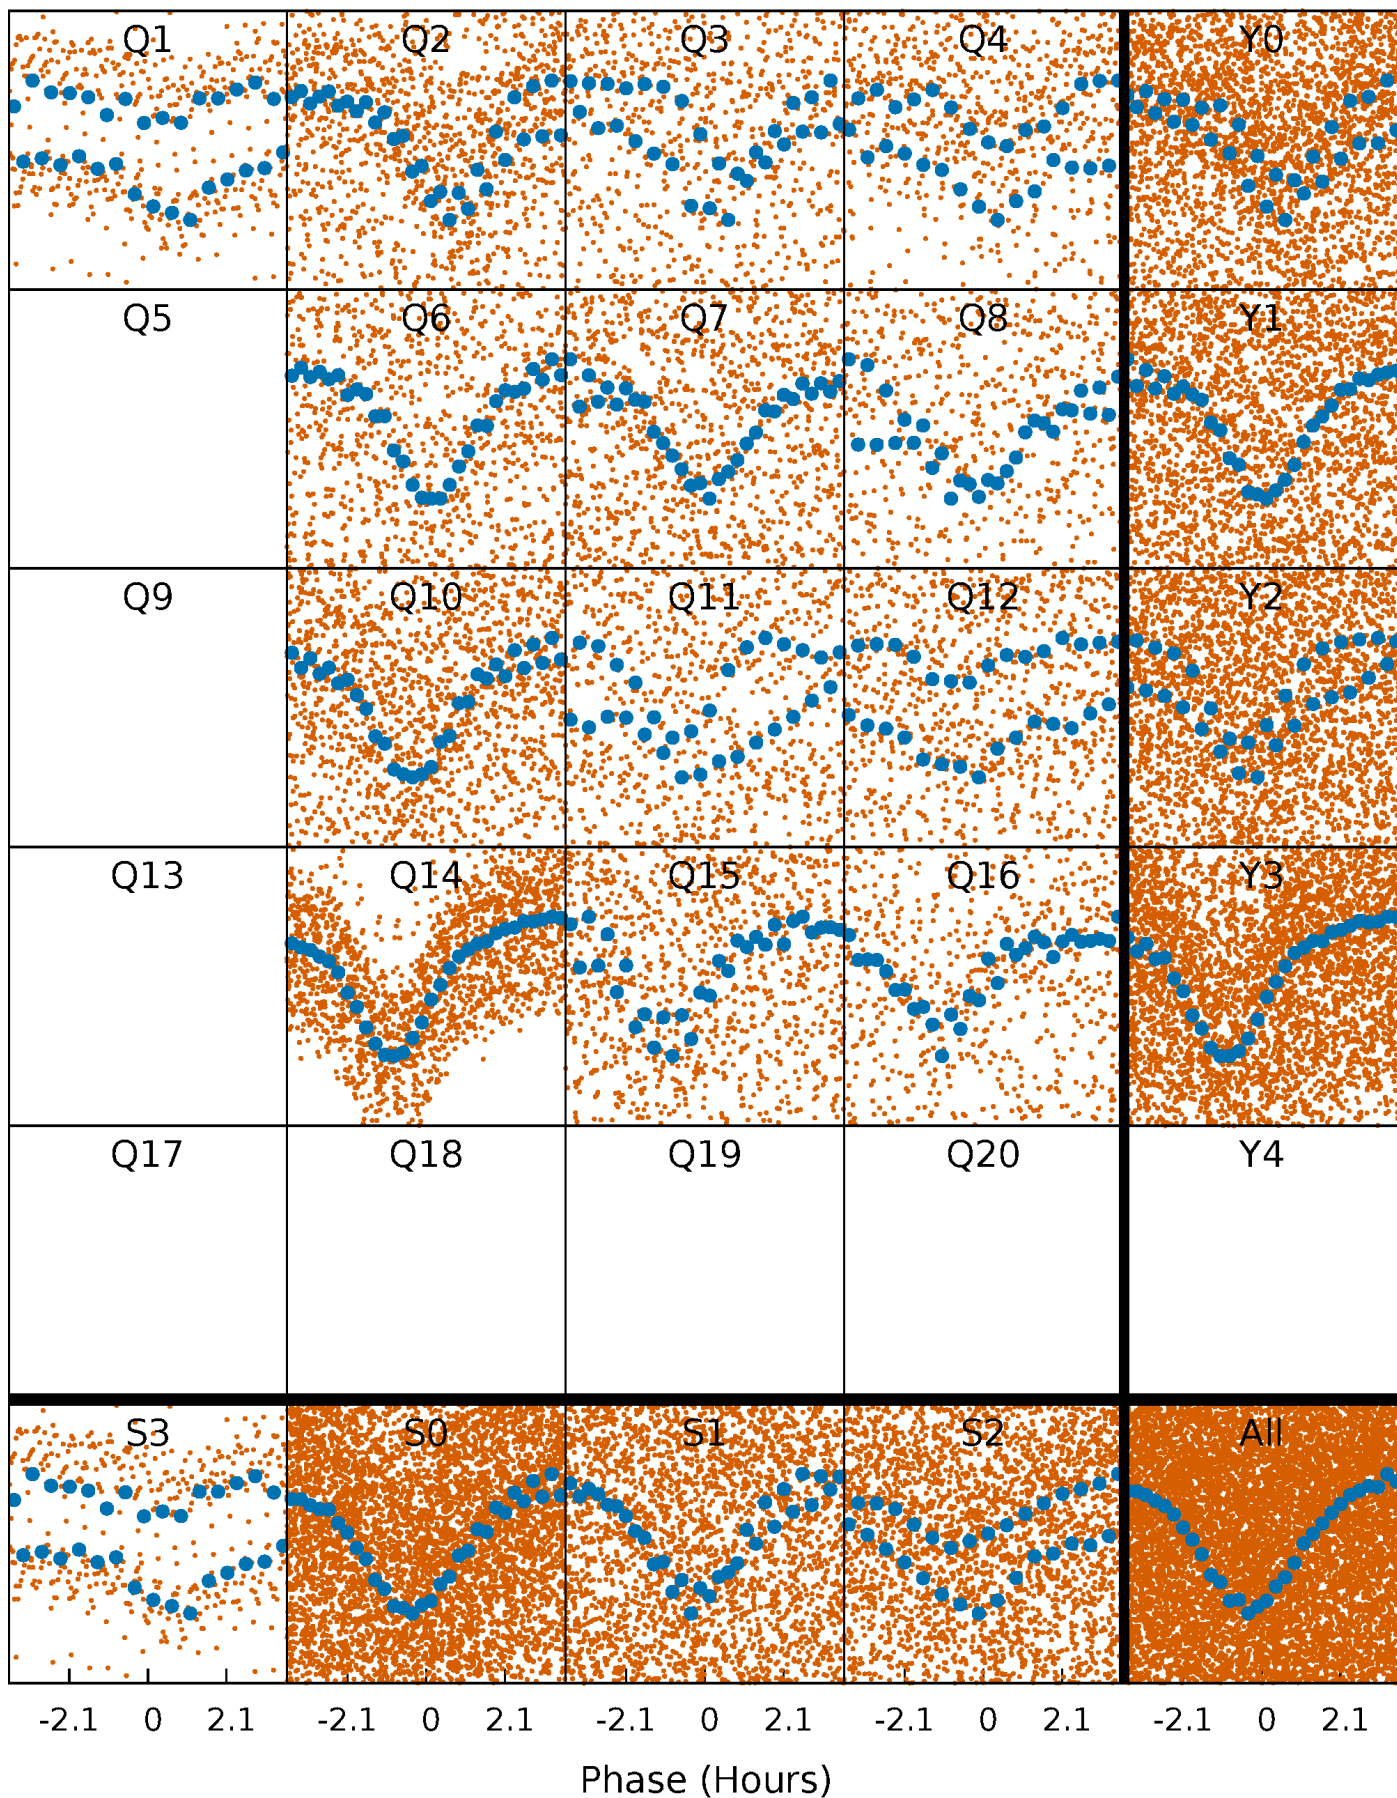 Q1 Q2 Q3 Q4 Y0
Q5 Q6 Q7 Q8 Y1
Q9 Q10 Q11 Q12 Y2
Q13 Q14 Q15 Q16 Y3
Q17 Q18 Q19 Q20 Y4
S3 S0 S1 S2 All
-2.1 0 2.1 -2.1 0 2.1 -2.1 0 2.1 -2.1 0 2.1 -2.1 0 2.1
Phase (Hours)